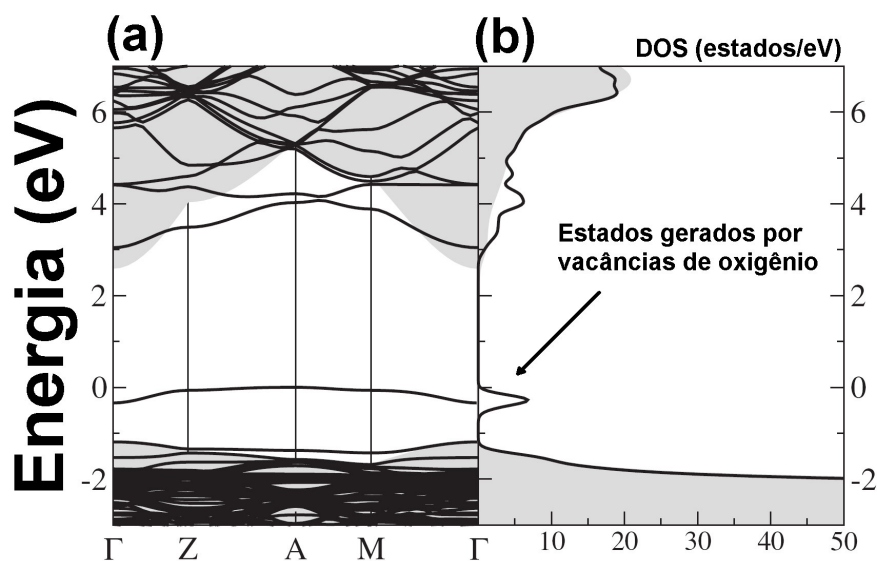 (a)
(b)
DOS (estados/eV)
Energia (eV)
6
4
2
0
-2
Estados gerados por
vacâncias de oxigênio
6
4
2
0
-2
Γ Z A M Γ
10 20 30 40 50